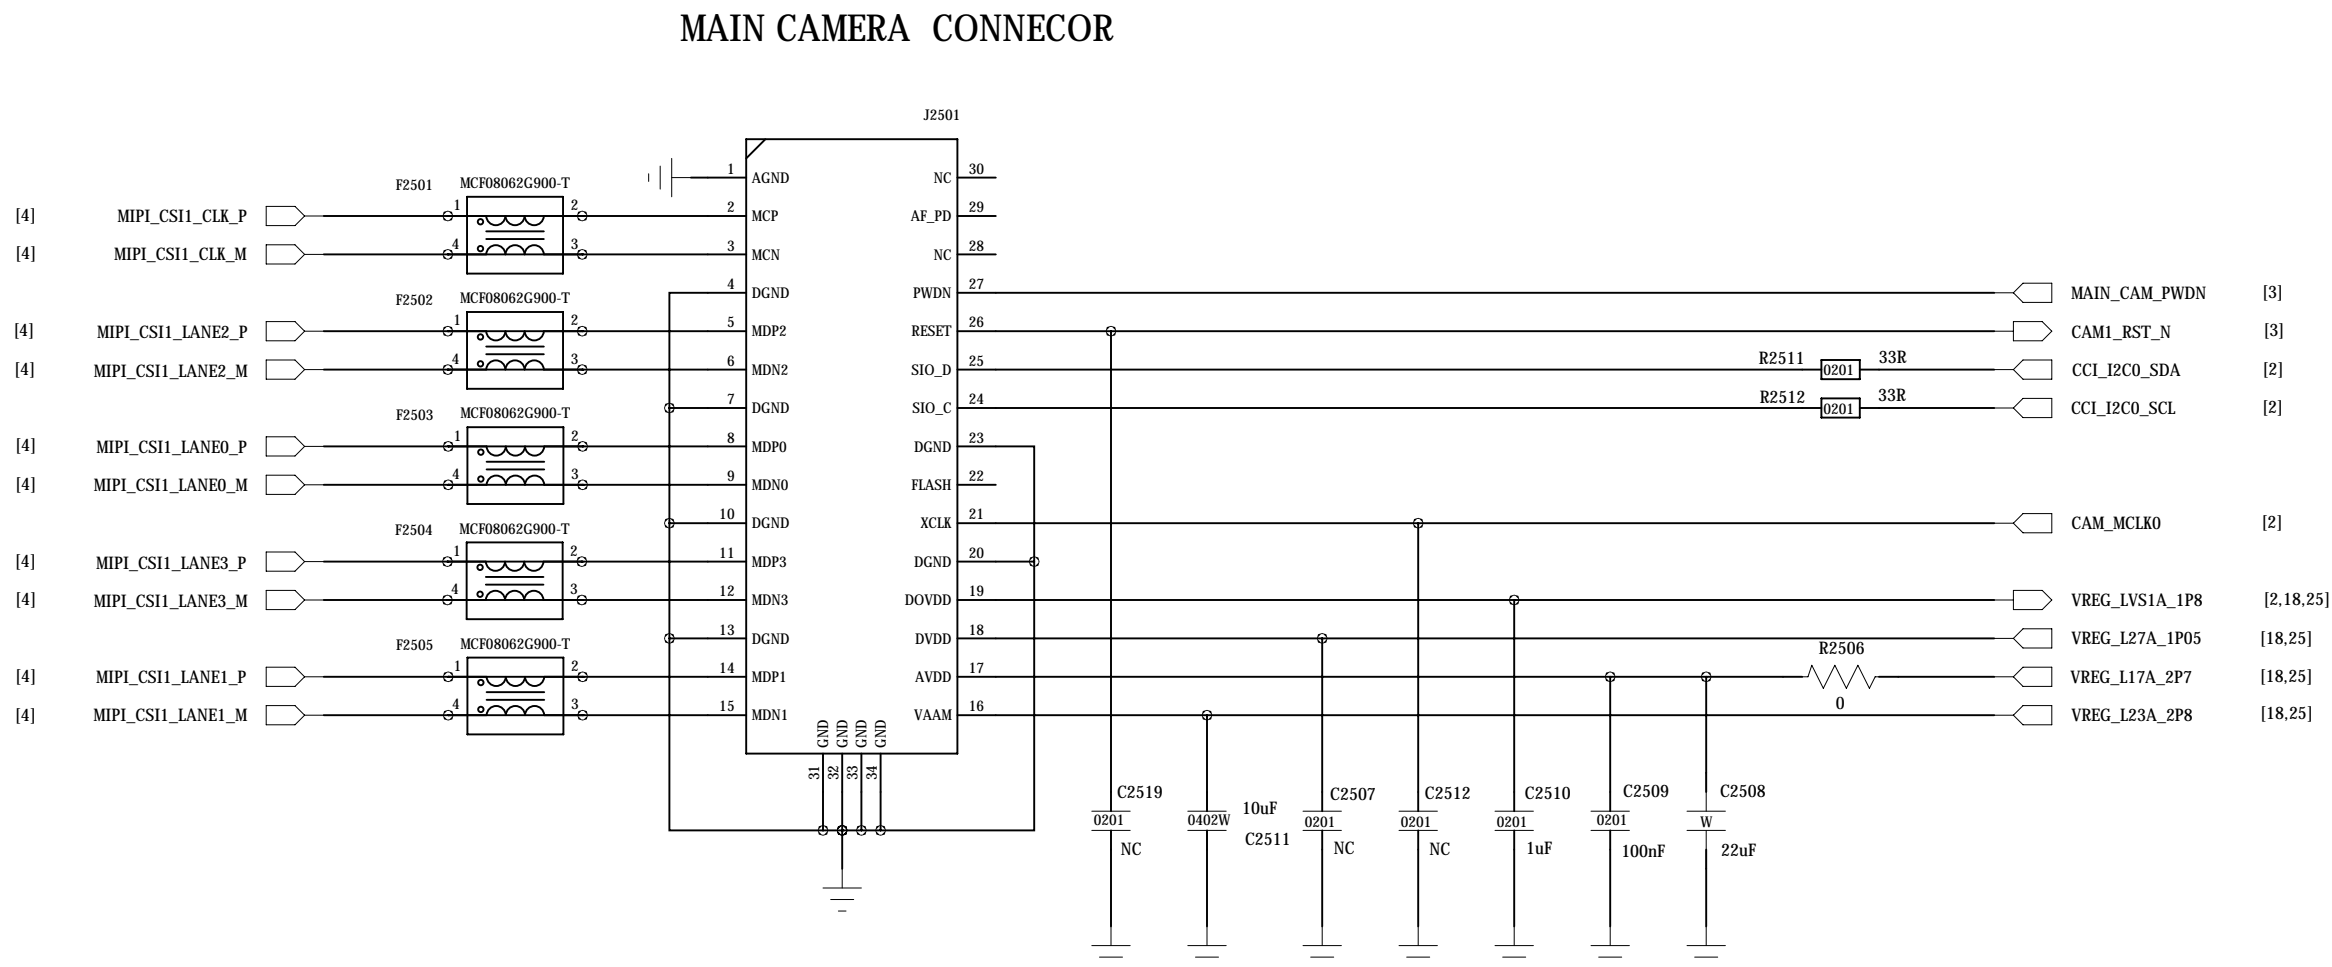 MAIN CAMERA CONNECOR
J2501
1 AGND NC 30
F2501 MCF08062G900-T
[4] MIPI_CSI1_CLK_P 1 2 2 MCP AF_PD 29
[4] MIPI_CSI1_CLK_M 4 3 3 MCN NC 28
4 DGND PWDN 27 MAIN_CAM_PWDN [3]
F2502 MCF08062G900-T
[4] MIPI_CSI1_LANE2_P 1 2 5 MDP2 RESET 26 CAM1_RST_N [3]
[4] MIPI_CSI1_LANE2_M 4 3 6 MDN2 SIO_D 25 R2511 0201 33R CCI_I2C0_SDA [2]
7 DGND SIO_C 24 R2512 0201 33R CCI_I2C0_SCL [2]
F2503 MCF08062G900-T
[4] MIPI_CSI1_LANE0_P 1 2 8 MDP0 DGND 23
[4] MIPI_CSI1_LANE0_M 4 3 9 MDN0 FLASH 22
10 DGND XCLK 21 CAM_MCLK0 [2]
F2504 MCF08062G900-T
[4] MIPI_CSI1_LANE3_P 1 2 11 MDP3 DGND 20
[4] MIPI_CSI1_LANE3_M 4 3 12 MDN3 DOVDD 19 VREG_LVS1A_1P8 [2,18,25]
13 DGND DVDD 18 VREG_L27A_1P05 [18,25]
F2505 MCF08062G900-T R2506
[4] MIPI_CSI1_LANE1_P 1 2 14 MDP1 AVDD 17 VREG_L17A_2P7 [18,25]
0
[4] MIPI_CSI1_LANE1_M 4 3 15 MDN1 VAAM 16 VREG_L23A_2P8 [18,25]
GND GND GND GND
31 32 33 34
C2519 0201 NC
10uF 0402W C2511
C2507 0201 NC
C2512 0201 NC
C2510 0201 1uF
C2509 0201 100nF
C2508 W 22uF